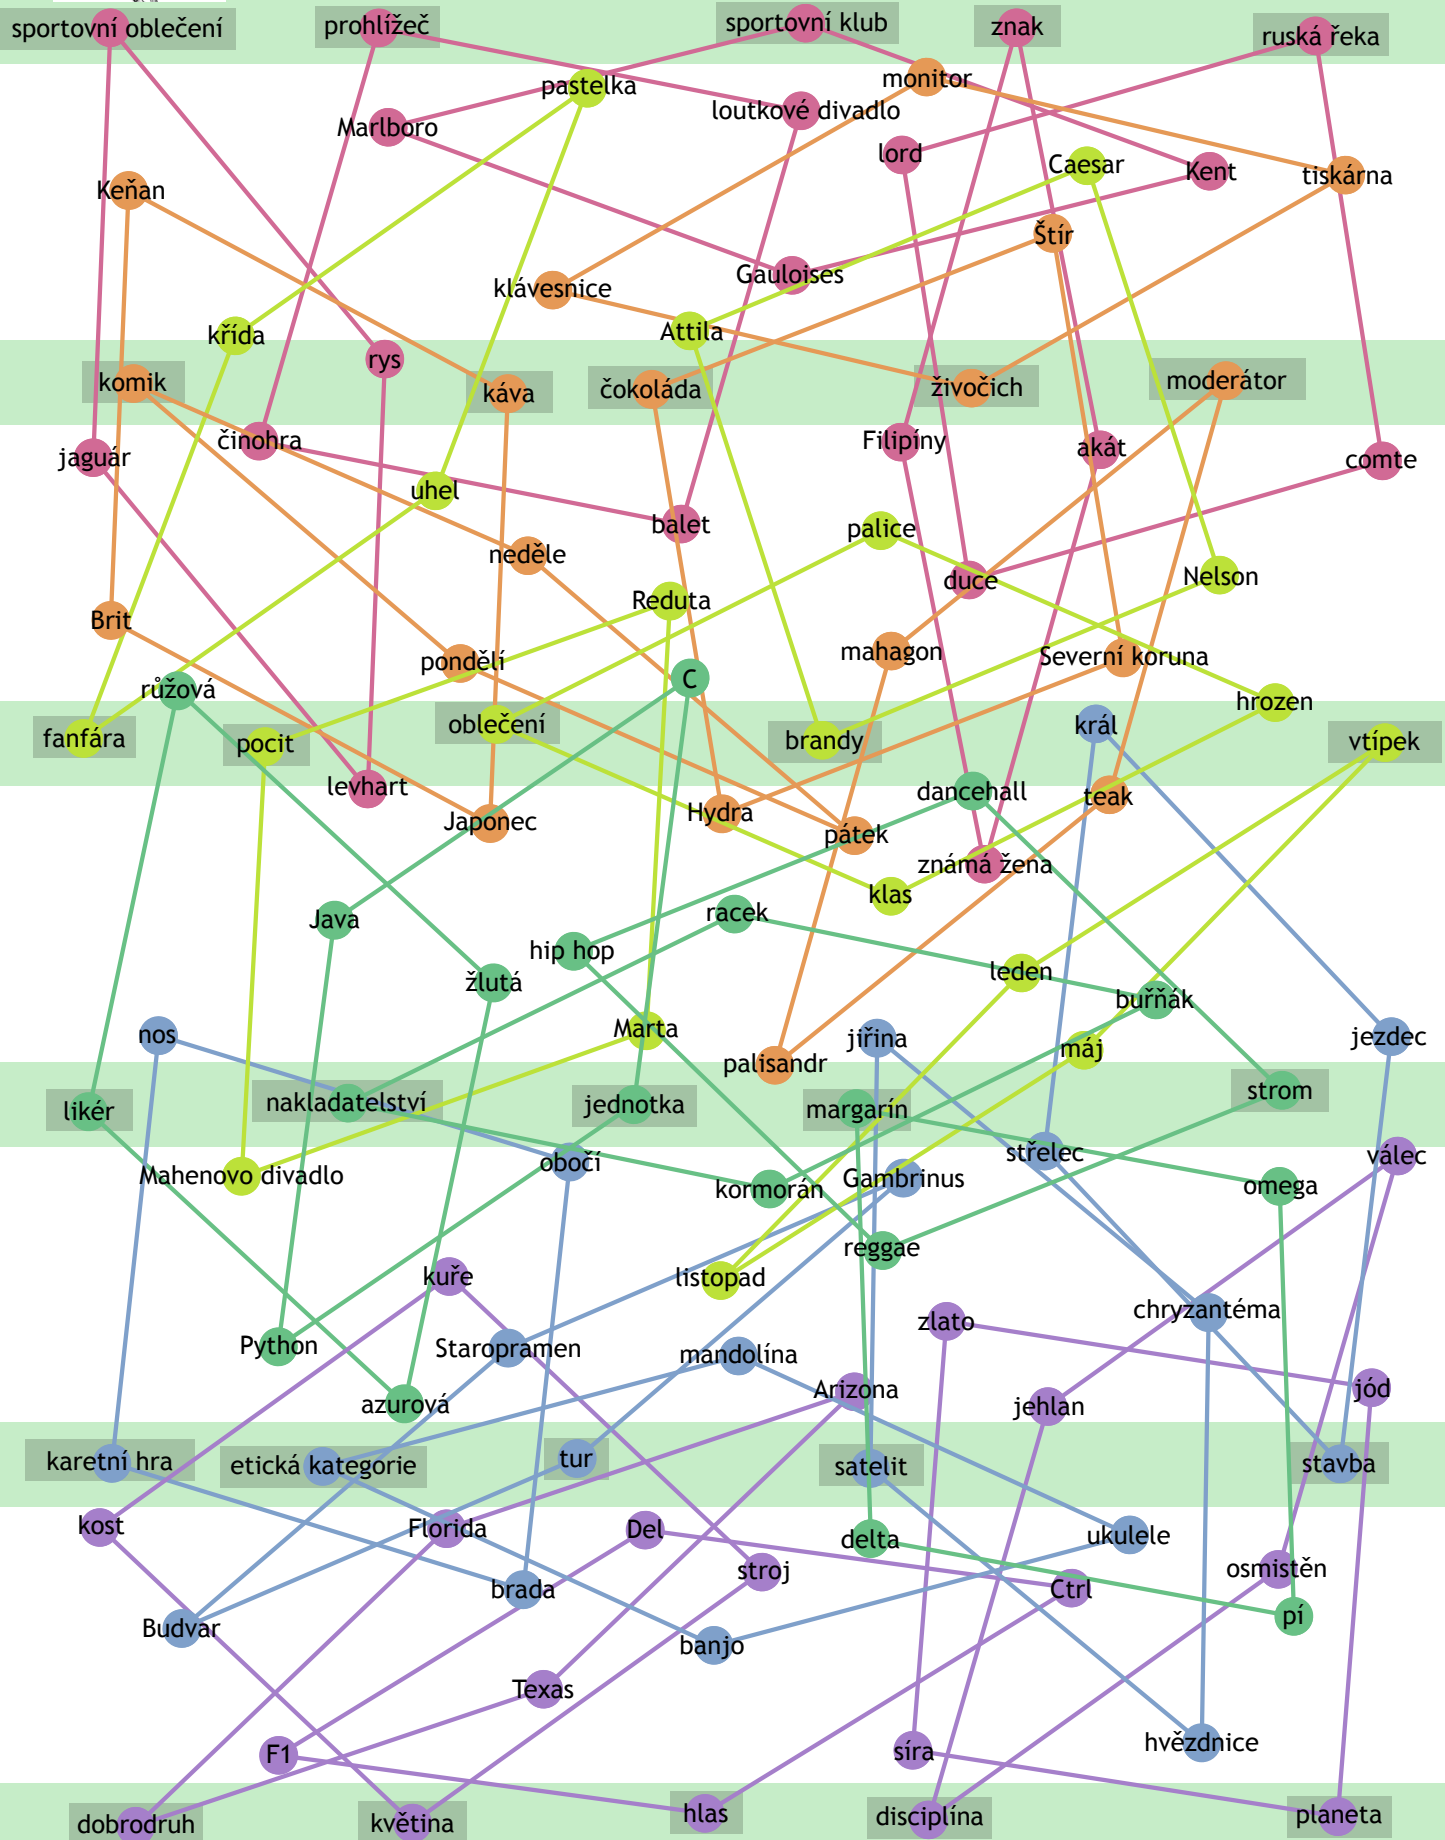 sportovní oblečení
prohlížeč
sportovní klub
znak
ruská řeka
pastelka
monitor
loutkové divadlo
Marlboro
lord
Caesar
Kent
tiskárna
Keňan
Štír
klávesnice
Gauloises
křída
Attila
rys
komik
káva
čokoláda
živočich
moderátor
jaguár
činohra
Filipíny
akát
comte
uhel
balet
palice
neděle
duce
Nelson
Reduta
Brit
pondělí
mahagon
Severní koruna
růžová
C
hrozen
fanfára
pocit
oblečení
brandy
král
vtípek
levhart
Japonec
Hydra
dancehall
teak
pátek
známá žena
klas
Java
racek
hip hop
žlutá
leden
buřňák
nos
Marta
jiřina
máj
jezdec
palisandr
likér
nakladatelství
jednotka
margarín
strom
Mahenovo divadlo
obočí
střelec
válec
kormorán
Gambrinus
omega
kuře
listopad
reggae
zlato
chryzantéma
Python
Staropramen
mandolína
azurová
Arizona
jehlan
jód
karetní hra
etická kategorie
tur
satelit
stavba
kost
Florida
Del
delta
ukulele
brada
stroj
Ctrl
osmistěn
Budvar
banjo
pí
Texas
F1
síra
hvězdnice
dobrodruh
květina
hlas
disciplína
planeta